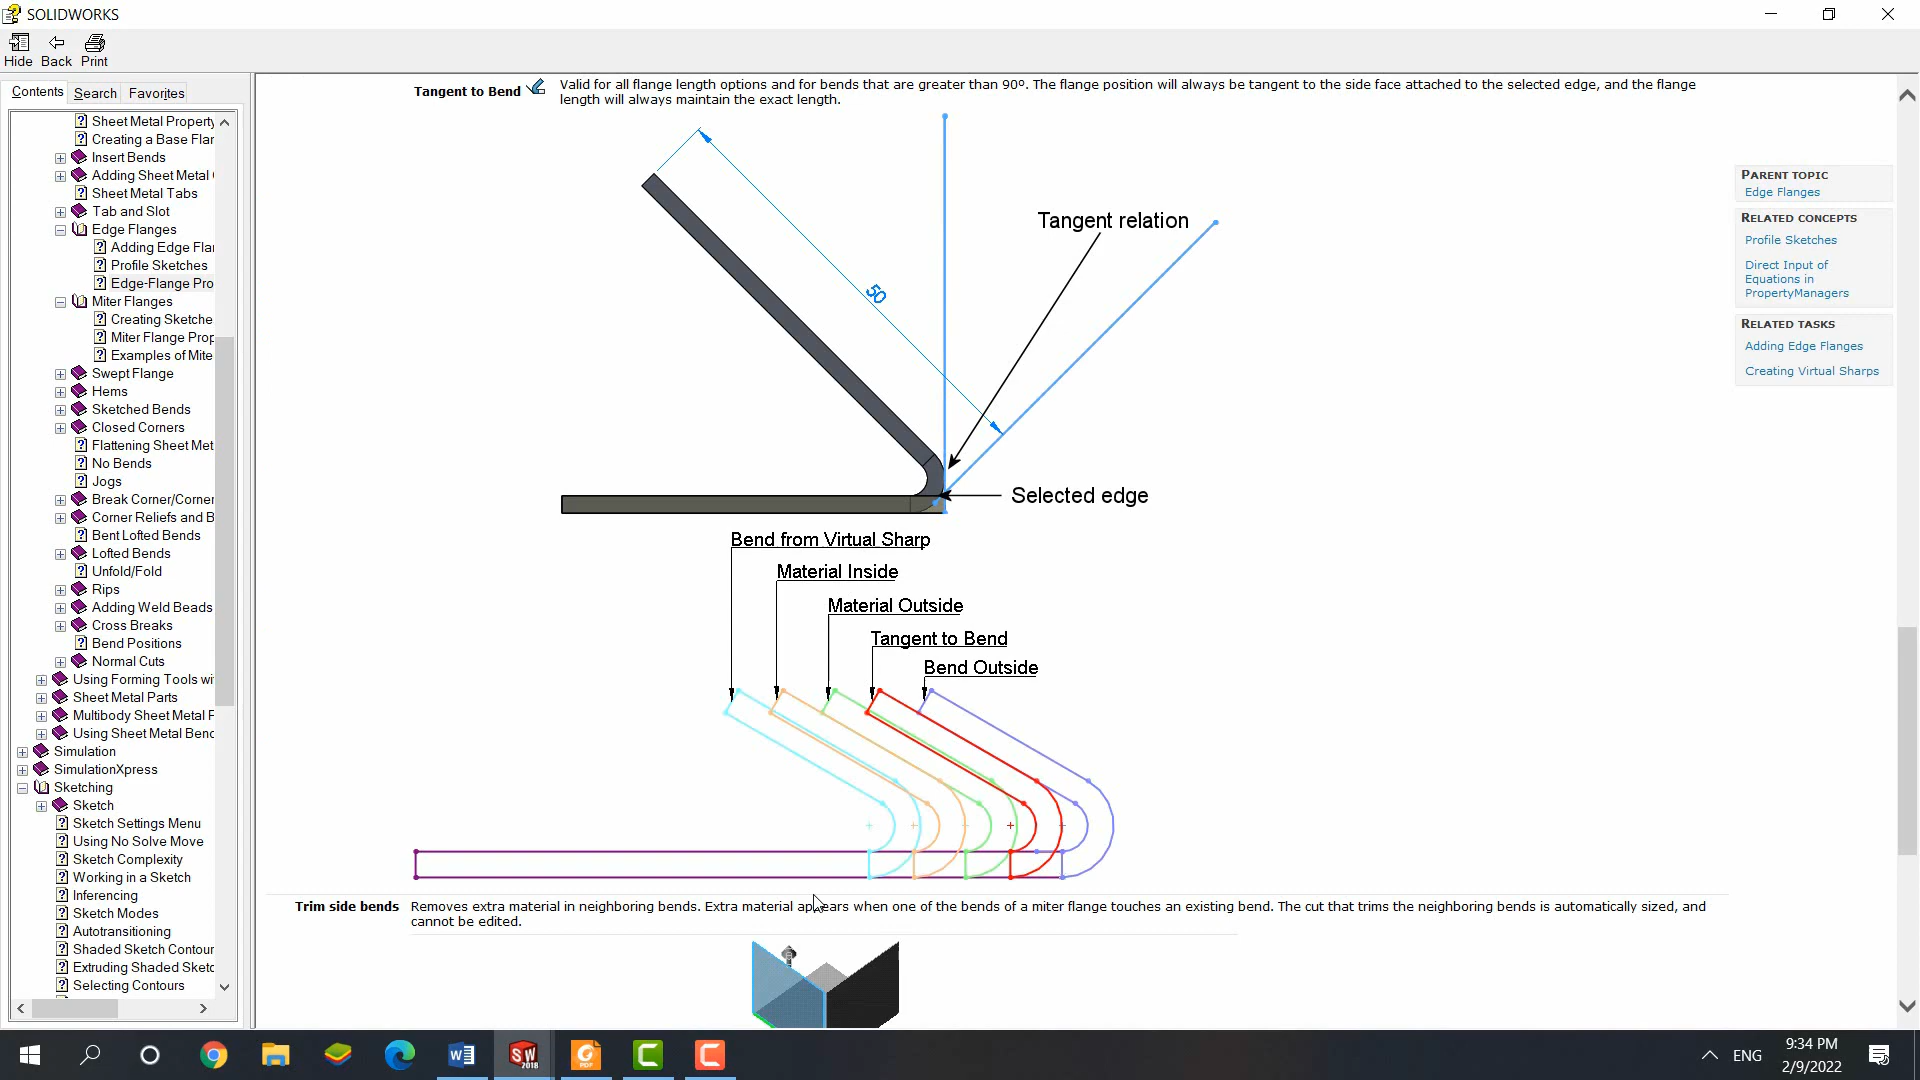 SOLIDWORKS
Hide Back Print
Contents Search Favorites
Sheet Metal Property
Creating a Base Flar
Insert Bends
Adding Sheet Metal
Sheet Metal Tabs
Tab and Slot
Edge Flanges
Adding Edge Fla
Profile Sketches
Edge-Flange Pro
Miter Flanges
Creating Sketche
Miter Flange Prop
Examples of Mite
Swept Flange
Hems
Sketched Bends
Closed Corners
Flattening Sheet Met
No Bends
Jogs
Break Corner/Corner
Corner Reliefs and B
Bent Lofted Bends
Lofted Bends
Unfold/Fold
Rips
Adding Weld Beads
Cross Breaks
Bend Positions
Normal Cuts
Using Forming Tools wi
Sheet Metal Parts
Multibody Sheet Metal F
Using Sheet Metal Bend
Simulation
SimulationXpress
Sketching
Sketch
Sketch Settings Menu
Using No Solve Move
Sketch Complexity
Working in a Sketch
Inferencing
Sketch Modes
Autotransitioning
Shaded Sketch Contour
Extruding Shaded Sketc
Selecting Contours
Tangent to Bend
Valid for all flange length options and for bends that are greater than 90º. The flange position will always be tangent to the side face attached to the selected edge, and the flange
length will always maintain the exact length.
Tangent relation
50
Selected edge
Bend from Virtual Sharp
Material Inside
Material Outside
Tangent to Bend
Bend Outside
Trim side bends
Removes extra material in neighboring bends. Extra material appears when one of the bends of a miter flange touches an existing bend. The cut that trims the neighboring bends is automatically sized, and
cannot be edited.
PARENT TOPIC
Edge Flanges
RELATED CONCEPTS
Profile Sketches
Direct Input of
Equations in
PropertyManagers
RELATED TASKS
Adding Edge Flanges
Creating Virtual Sharps
SW
2018
PDF
ENG
9:34 PM
2/9/2022